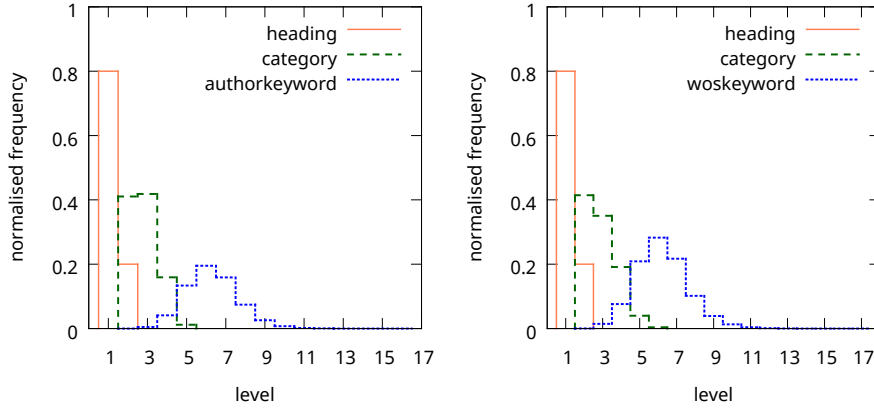 heading
category
authorkeyword
normalised frequency
1
0.8
0.6
0.4
0.2
0
1 3 5 7 9 11 13 15 17
level
heading
category
woskeyword
normalised frequency
1
0.8
0.6
0.4
0.2
0
1 3 5 7 9 11 13 15 17
level